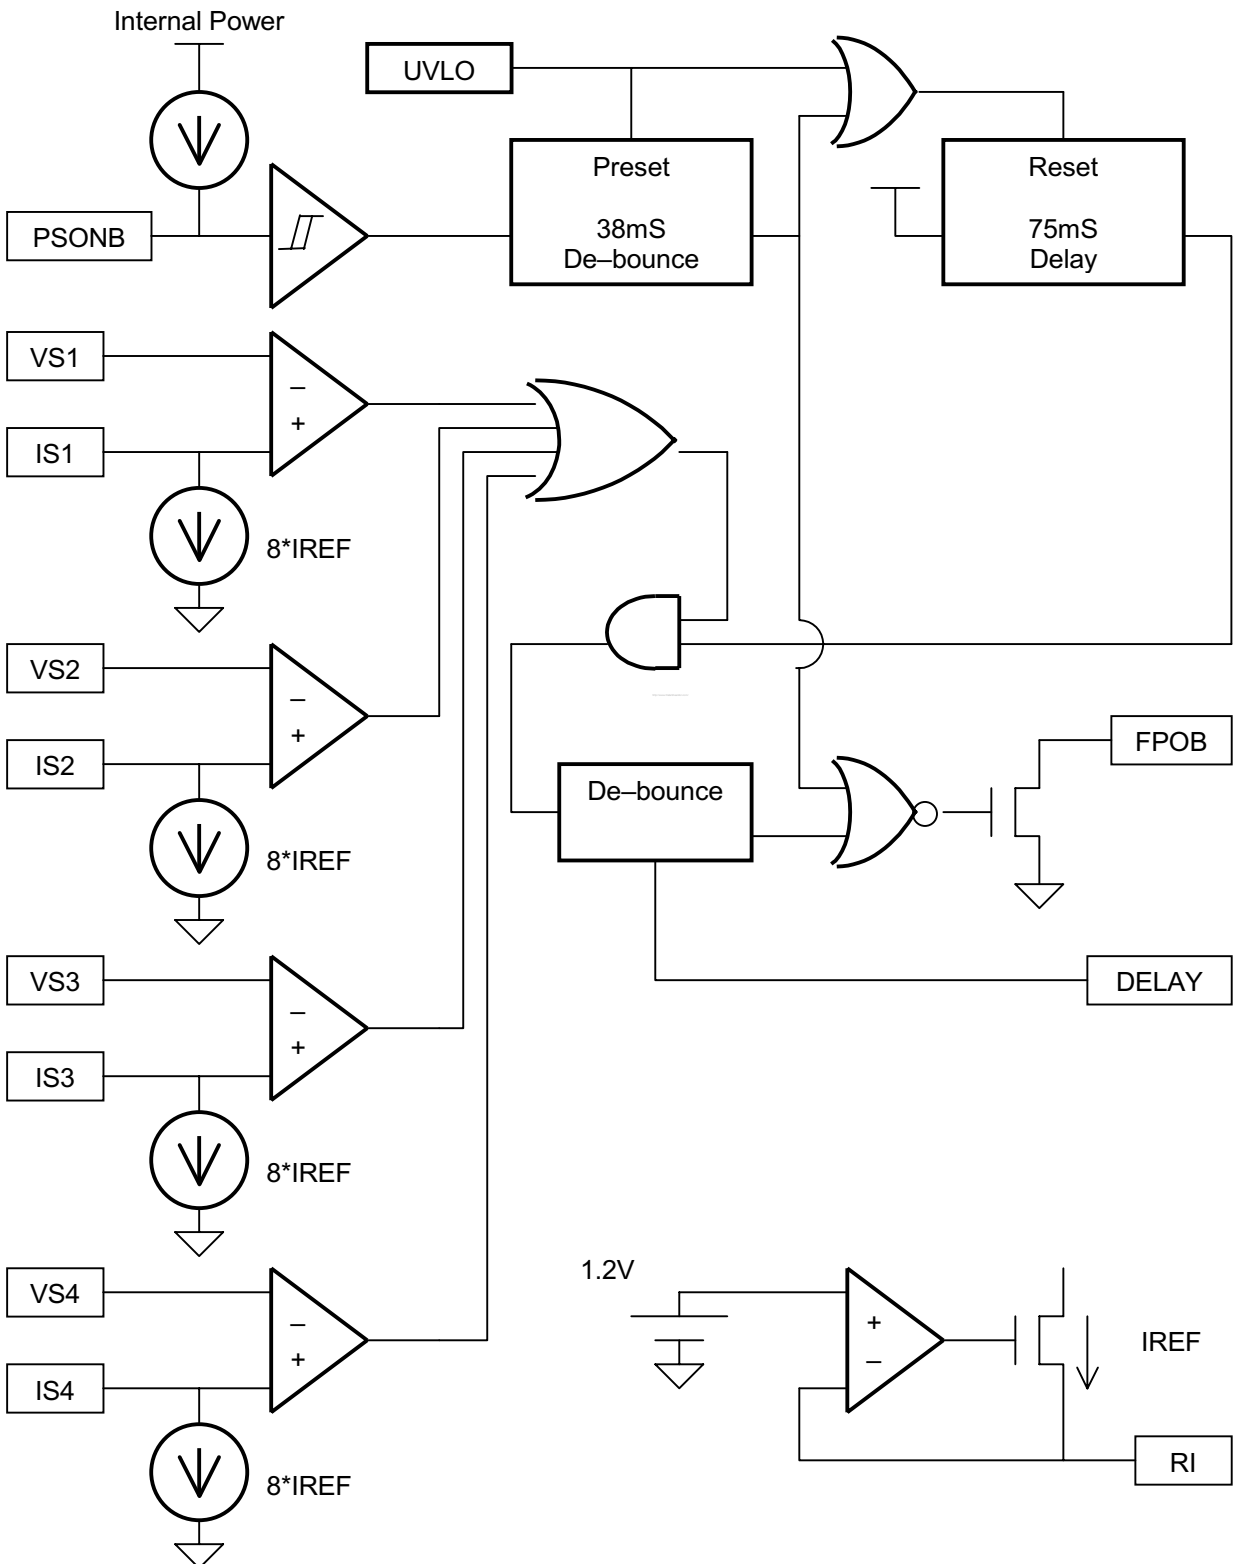 Internal Power
UVLO
Preset
38mS
De–bounce
Reset
75mS
Delay
PSONB
VS1
–
+
IS1
8*IREF
VS2
–
+
IS2
8*IREF
FPOB
De–bounce
VS3
–
+
IS3
8*IREF
DELAY
VS4
–
+
IS4
8*IREF
1.2V
+
–
IREF
RI